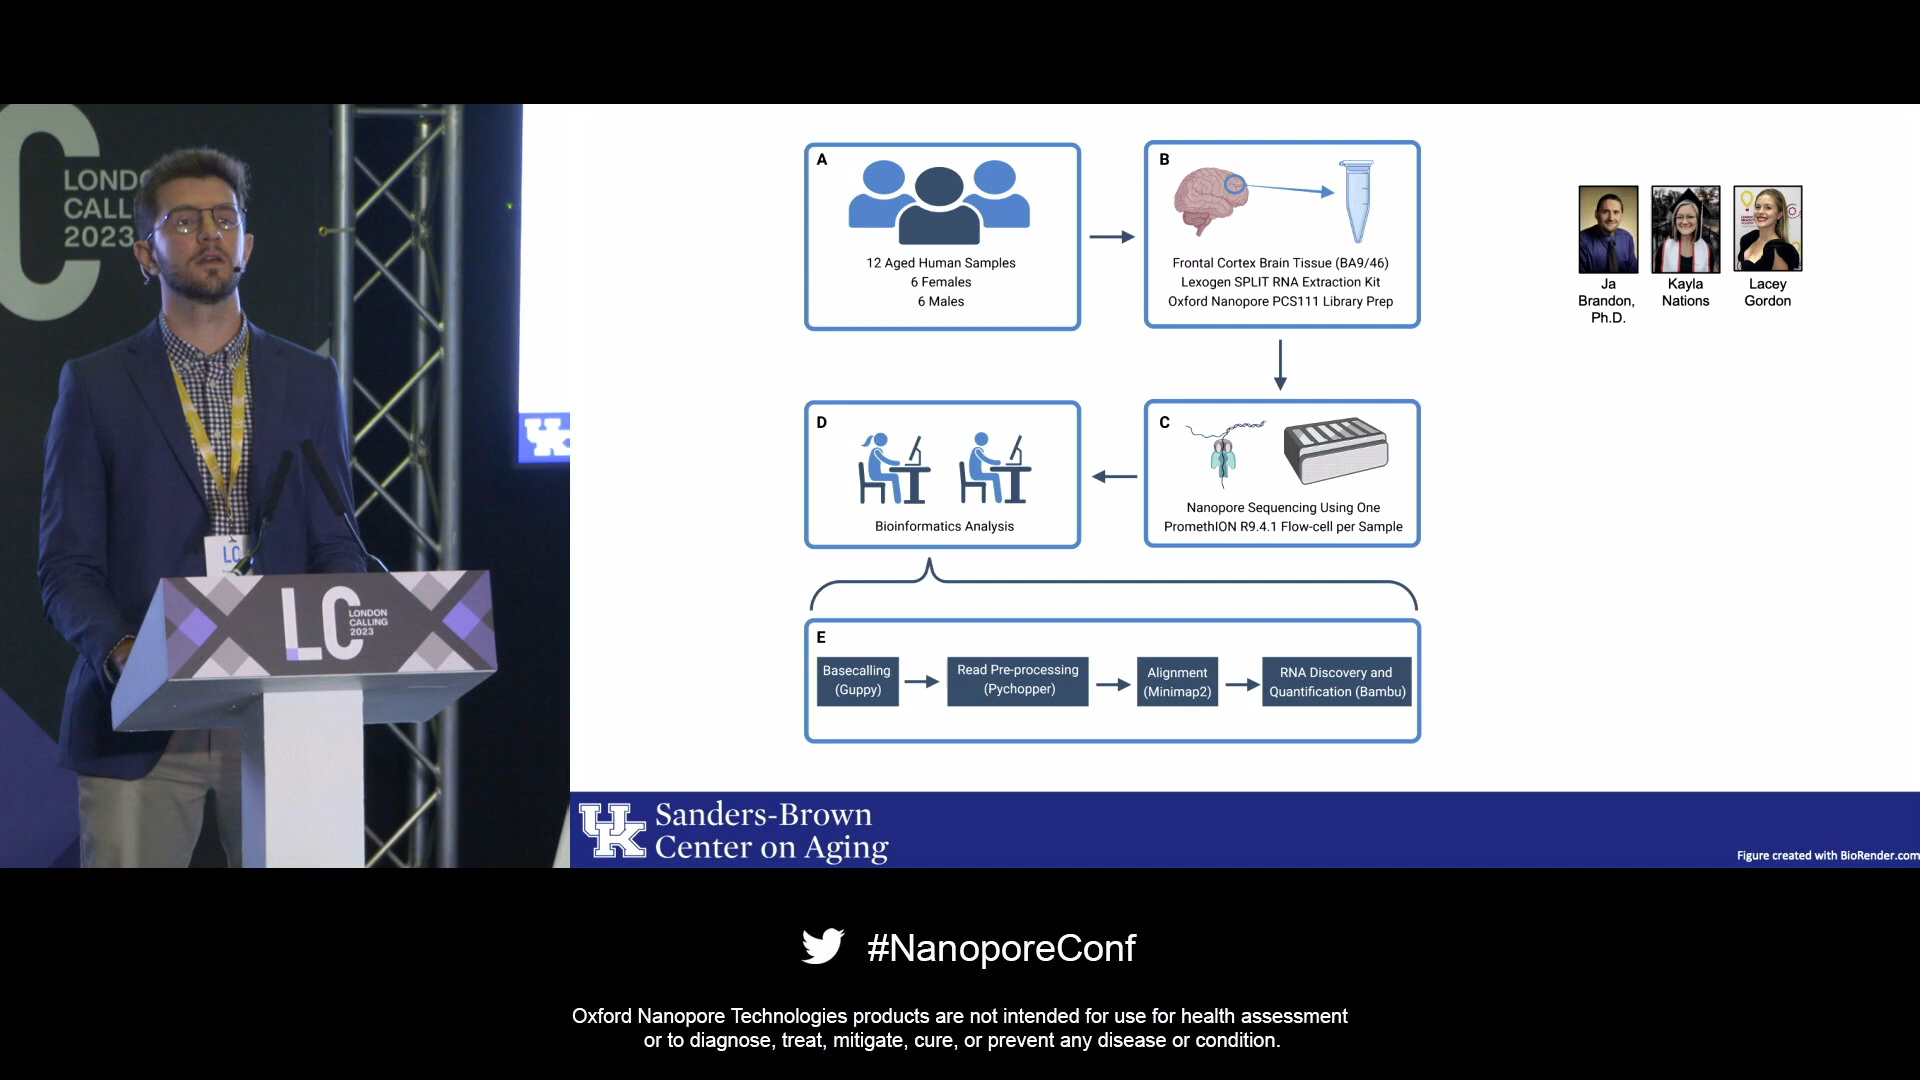 LOND
CALL
2023
LC
LC
LONDON
CALLING
2023
UK
A
12 Aged Human Samples
6 Females
6 Males
B
Frontal Cortex Brain Tissue (BA9/46)
Lexogen SPLIT RNA Extraction Kit
Oxford Nanopore PCS111 Library Prep
Ja
Brandon,
Ph.D.
Kayla
Nations
Lacey
Gordon
D
Bioinformatics Analysis
C
Nanopore Sequencing Using One
PromethION R9.4.1 Flow-cell per Sample
E
Basecalling
(Guppy)
Read Pre-processing
(Pychopper)
Alignment
(Minimap2)
RNA Discovery and
Quantification (Bambu)
UK
Sanders-Brown
Center on Aging
Figure created with BioRender.com
#NanoporeConf
Oxford Nanopore Technologies products are not intended for use for health assessment
or to diagnose, treat, mitigate, cure, or prevent any disease or condition.